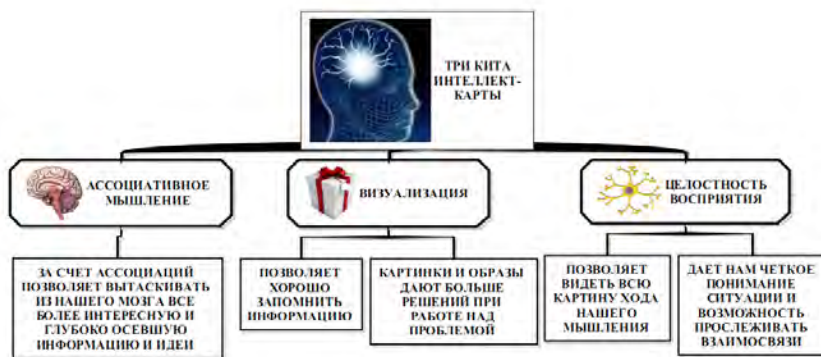 ТРИ КИТА
ИНТЕЛЛЕКТ-
КАРТЫ
АССОЦИАТИВНОЕ
МЫШЛЕНИЕ
ВИЗУАЛИЗАЦИЯ
ЦЕЛОСТНОСТЬ
ВОСПРИЯТИЯ
ЗА СЧЕТ АССОЦИАЦИЙ
ПОЗВОЛЯЕТ ВЫТАСКИВАТЬ
ИЗ НАШЕГО МОЗГА ВСЕ
БОЛЕЕ ИНТЕРЕСНУЮ И
ГЛУБОКО ОСЕВШУЮ
ИНФОРМАЦИЮ И ИДЕИ
ПОЗВОЛЯЕТ
ХОРОШО
ЗАПОМНИТЬ
ИНФОРМАЦИЮ
КАРТИНКИ И ОБРАЗЫ
ДАЮТ БОЛЬШЕ
РЕШЕНИЙ ПРИ
РАБОТЕ НАД
ПРОБЛЕМОЙ
ПОЗВОЛЯЕТ
ВИДЕТЬ ВСЮ
КАРТИНУ ХОДА
НАШЕГО
МЫШЛЕНИЯ
ДАЕТ НАМ ЧЕТКОЕ
ПОНИМАНИЕ
СИТУАЦИИ И
ВОЗМОЖНОСТЬ
ПРОСЛЕЖИВАТЬ
ВЗАИМОСВЯЗИ